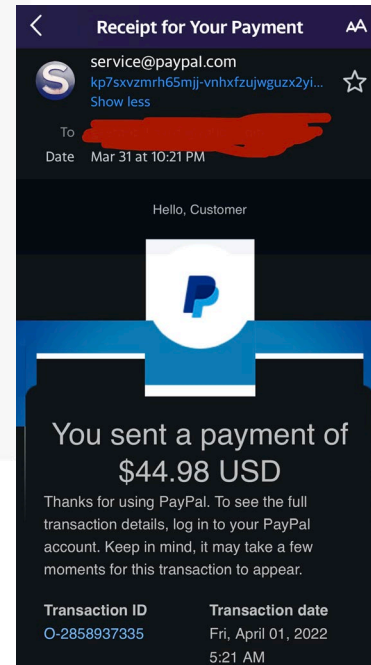 Receipt for Your Payment AA
S service@paypal.com
kp7sxvzmrh65mjj-vnhxfzujwguzx2yi...
Show less
To
Date Mar 31 at 10:21 PM
Hello, Customer
You sent a payment of
$44.98 USD
Thanks for using PayPal. To see the full
transaction details, log in to your PayPal
account. Keep in mind, it may take a few
moments for this transaction to appear.
Transaction ID Transaction date
O-2858937335 Fri, April 01, 2022
5:21 AM